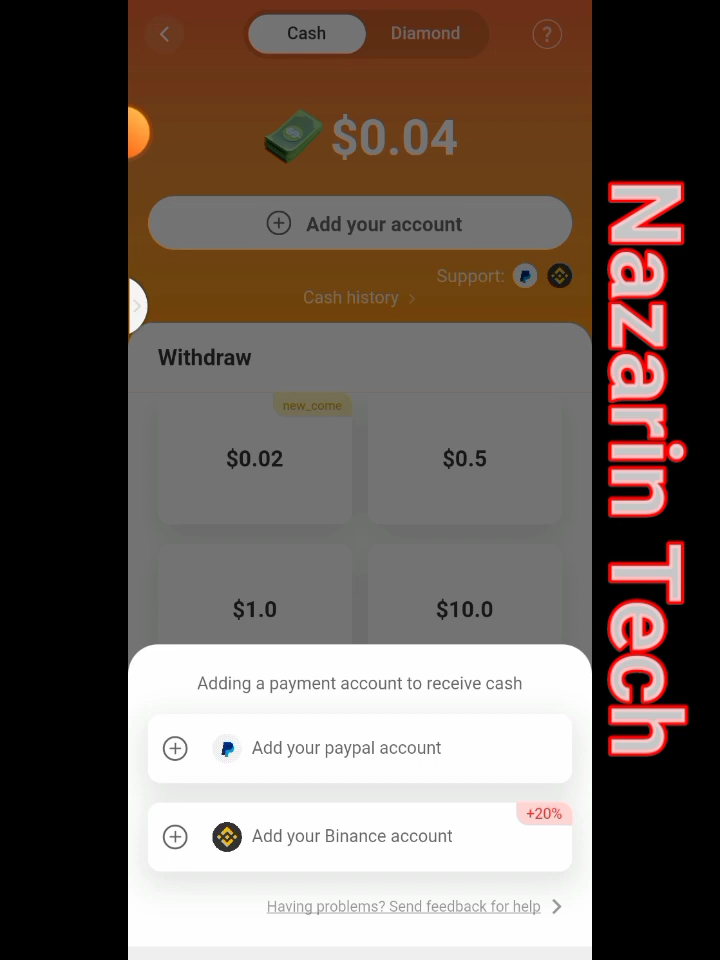 Cash
Diamond
?
$0.04
Add your account
Support:
Cash history
Withdraw
new_come
$0.02
$0.5
$1.0
$10.0
Adding a payment account to receive cash
Add your paypal account
+20%
Add your Binance account
Having problems? Send feedback for help
Nazarin Tech